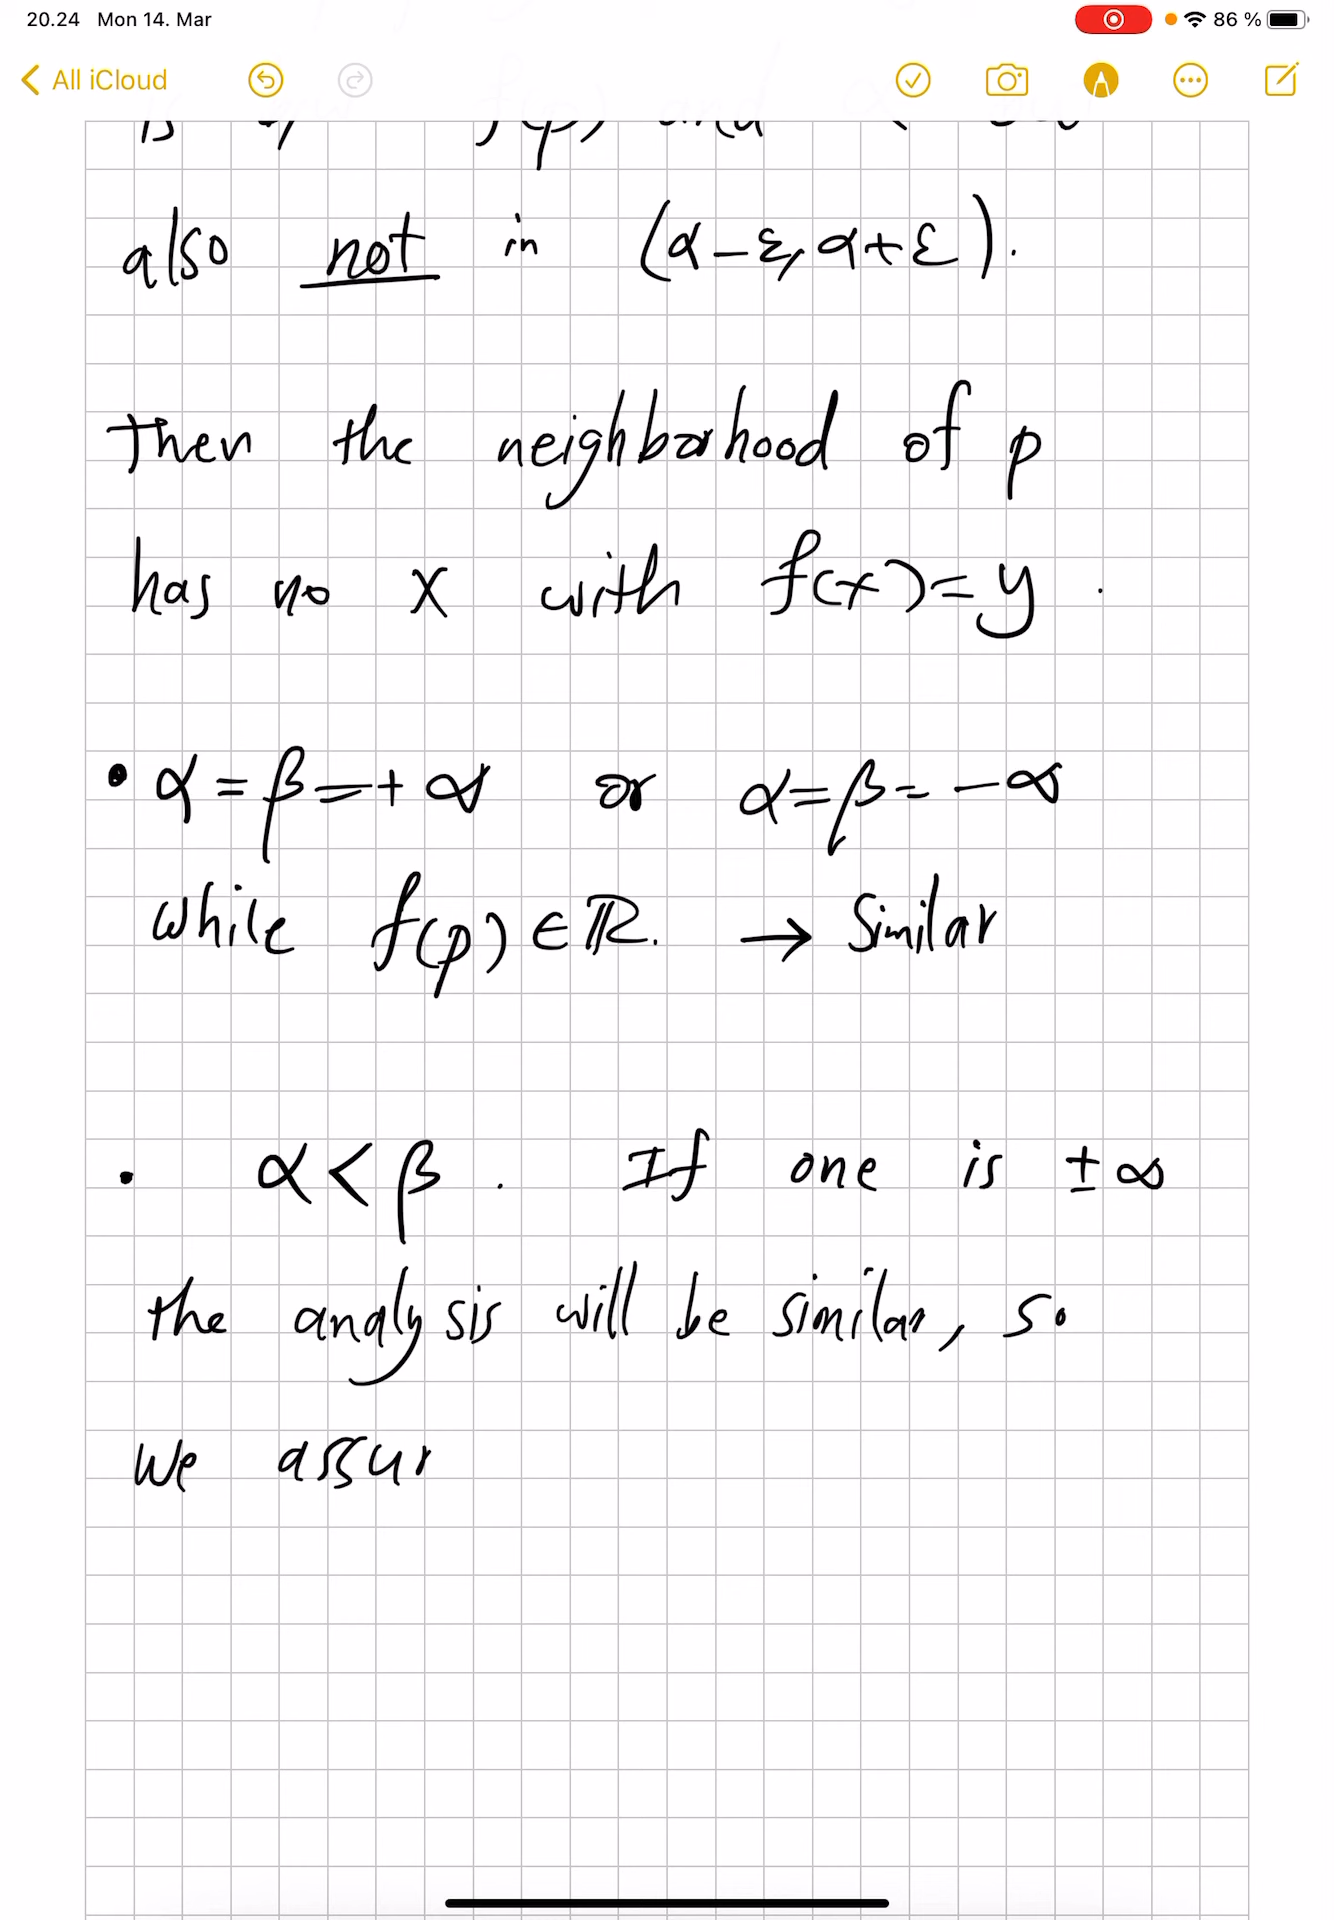 20.24 Mon 14. Mar 86 %
All iCloud
also not in (α-ε, α+ε).
Then the neighborhood of p
has no x with f(x)=y.
• α=β=+∞ or α=β=-∞
while f(p)∈ℝ. → Similar
• α<β. If one is ±∞
the analysis will be similar, so
we assur